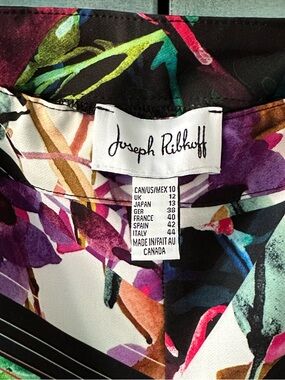 Joseph Ribkoff
CAN/US/MEX 10
UK 12
JAPAN 13
GER 38
FRANCE 40
SPAIN 42
ITALY 44
MADE IN/FAIT AU
CANADA